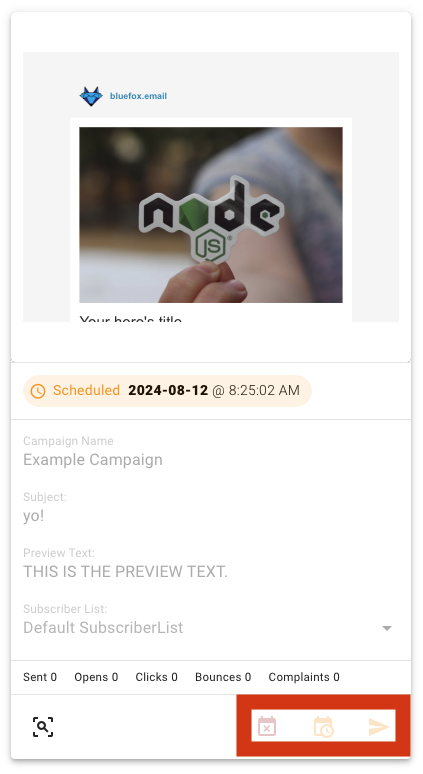 bluefox.email
node
JS
Your hero's title
Scheduled 2024-08-12 @ 8:25:02 AM
Campaign Name
Example Campaign
Subject:
yo!
Preview Text:
THIS IS THE PREVIEW TEXT.
Subscriber List:
Default SubscriberList
Sent 0 Opens 0 Clicks 0 Bounces 0 Complaints 0